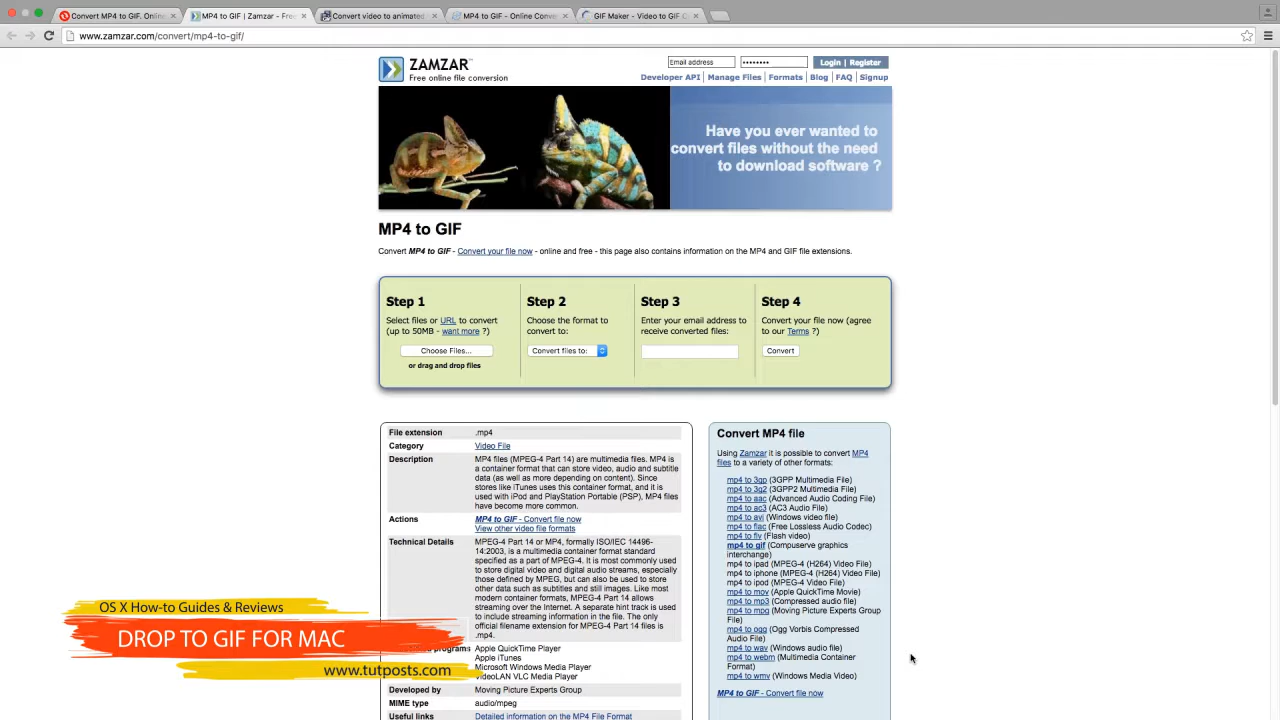 Convert MP4 to GIF. Onlin
MP4 to GIF | Zamzar - Free
Convert video to animated
MP4 to GIF - Online Conve
GIF Maker - Video to GIF C
www.zamzar.com/convert/mp4-to-gif/
ZAMZAR
Free online file conversion
Email address
Login | Register
Developer API | Manage Files | Formats | Blog | FAQ | Signup
Have you ever wanted to
convert files without the need
to download software ?
MP4 to GIF
Convert MP4 to GIF - Convert your file now - online and free - this page also contains information on the MP4 and GIF file extensions.
Step 1
Select files or URL to convert
(up to 50MB - want more ?)
Choose Files...
or drag and drop files
Step 2
Choose the format to
convert to:
Convert files to:
Step 3
Enter your email address to
receive converted files:
Step 4
Convert your file now (agree
to our Terms ?)
Convert
File extension .mp4
Category Video File
Description MP4 files (MPEG-4 Part 14) are multimedia files. MP4 is
a container format that can store video, audio and subtitle
data (as well as more depending on content). Since
stores like iTunes uses this container format, and it is
used with iPod and PlayStation Portable (PSP), MP4 files
have become more common.
Actions MP4 to GIF - Convert file now
View other video file formats
Technical Details MPEG-4 Part 14 or MP4, formally ISO/IEC 14496-
14:2003, is a multimedia container format standard
specified as a part of MPEG-4. It is most commonly used
to store digital video and digital audio streams, especially
those defined by MPEG, but can also be used to store
other data such as subtitles and still images. Like most
modern container formats, MPEG-4 Part 14 allows
streaming over the Internet. A separate hint track is used
to include streaming information in the file. The only
official filename extension for MPEG-4 Part 14 files is
.mp4.
programs Apple QuickTime Player
Apple iTunes
Microsoft Windows Media Player
VideoLAN VLC Media Player
Developed by Moving Picture Experts Group
MIME type audio/mpeg
Useful links Detailed information on the MP4 File Format
Convert MP4 file
Using Zamzar it is possible to convert MP4
files to a variety of other formats:
mp4 to 3gp (3GPP Multimedia File)
mp4 to 3g2 (3GPP2 Multimedia File)
mp4 to aac (Advanced Audio Coding File)
mp4 to ac3 (AC3 Audio File)
mp4 to avi (Windows video file)
mp4 to flac (Free Lossless Audio Codec)
mp4 to flv (Flash video)
mp4 to gif (Compuserve graphics
interchange)
mp4 to ipad (MPEG-4 (H264) Video File)
mp4 to iphone (MPEG-4 (H264) Video File)
mp4 to ipod (MPEG-4 Video File)
mp4 to mov (Apple QuickTime Movie)
mp4 to mp3 (Compressed audio file)
mp4 to mpg (Moving Picture Experts Group
File)
mp4 to ogg (Ogg Vorbis Compressed
Audio File)
mp4 to wav (Windows audio file)
mp4 to webm (Multimedia Container
Format)
mp4 to wmv (Windows Media Video)
MP4 to GIF - Convert file now
OS X How-to Guides & Reviews
DROP TO GIF FOR MAC
www.tutposts.com